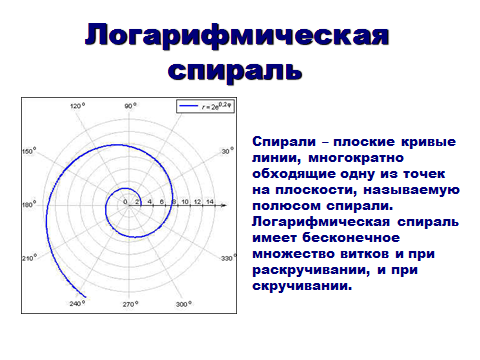 Логарифмическая
спираль
120°
90°
r = 2e^0,2φ
150°
30°
180°
0 2 4 6 8 10 12 14
210°
330°
240°
270°
300°
Спирали – плоские кривые
линии, многократно
обходящие одну из точек
на плоскости, называемую
полюсом спирали.
Логарифмическая спираль
имеет бесконечное
множество витков и при
раскручивании, и при
скручивании.